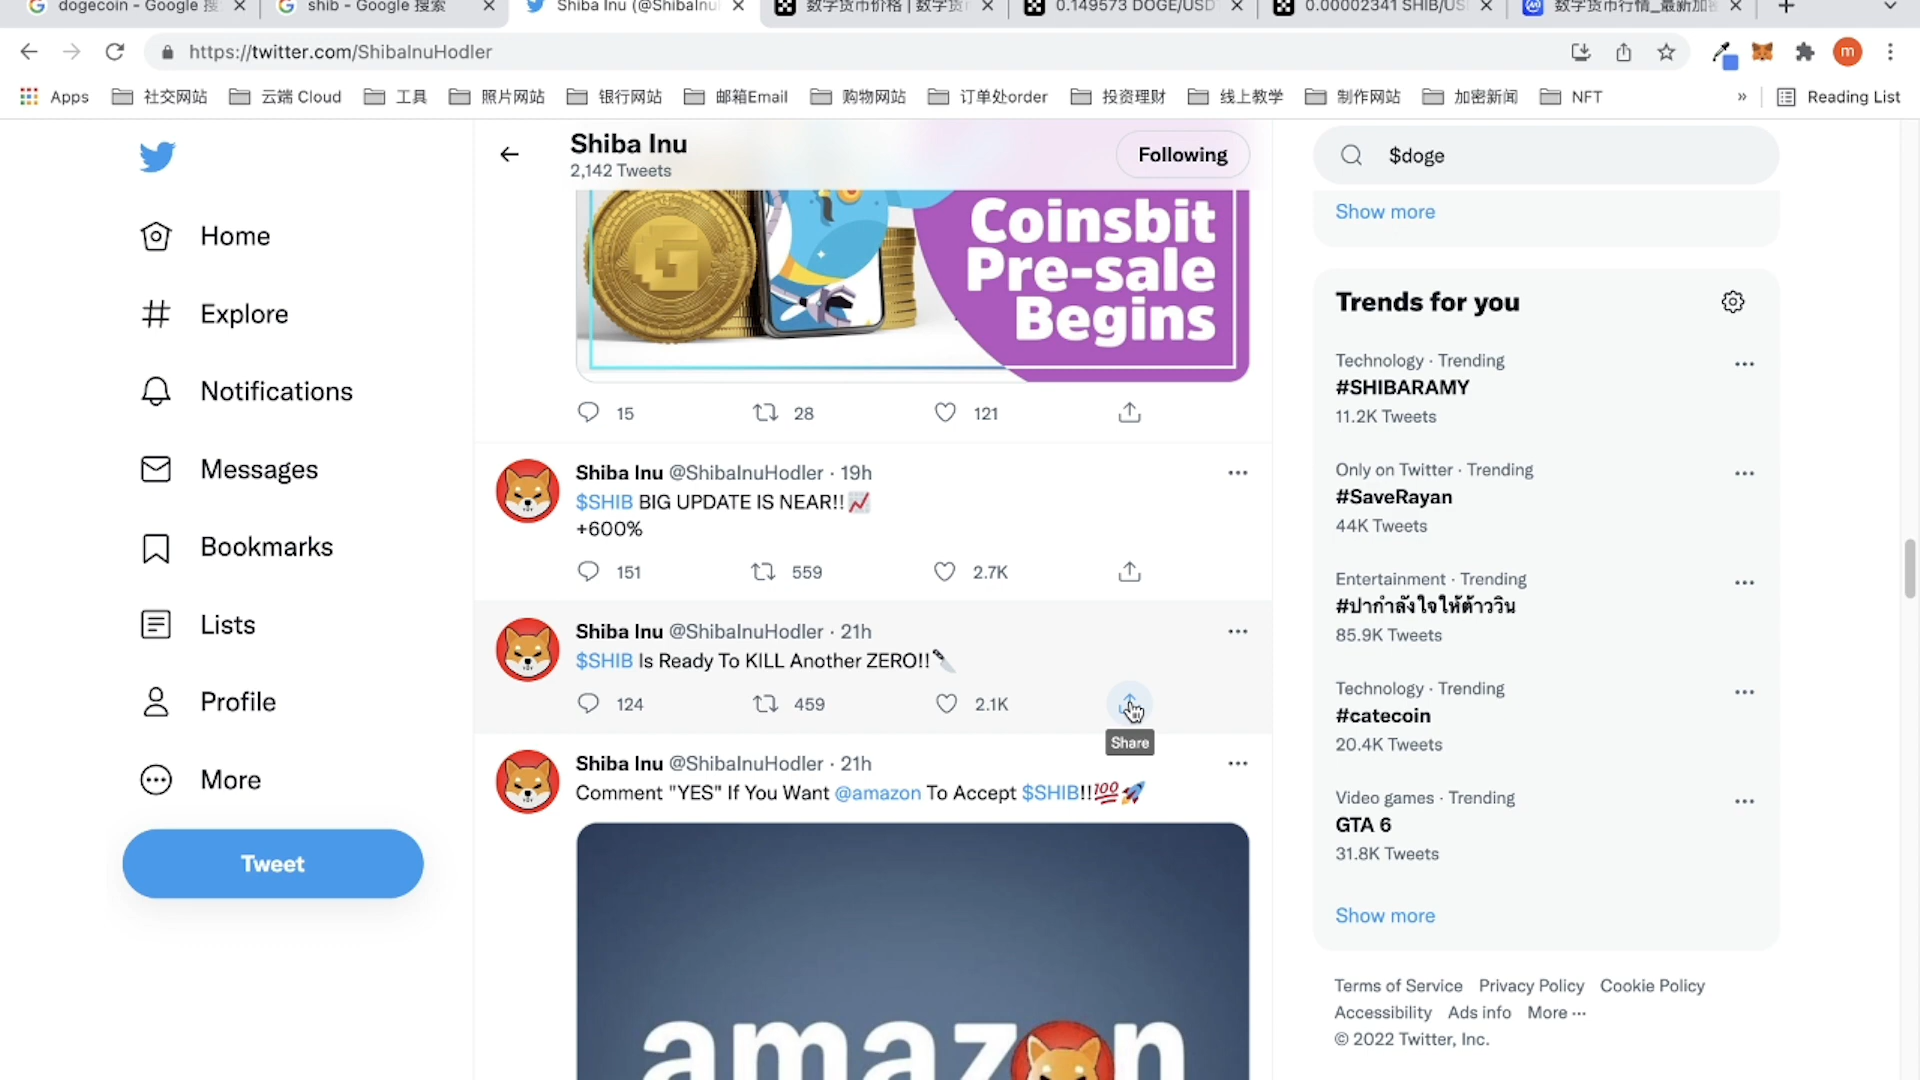 dogecoin - Google 搜
shib - Google 搜索
Shiba Inu (@ShibaInu
数字货币价格 | 数字货
0.149573 DOGE/USDT
0.00002341 SHIB/US
数字货币行情_最新加密
https://twitter.com/ShibaInuHodler
m
Apps
社交网站
云端 Cloud
工具
照片网站
银行网站
邮箱Email
购物网站
订单处order
投资理财
线上教学
制作网站
加密新闻
NFT
»
Reading List
Home
Explore
Notifications
Messages
Bookmarks
Lists
Profile
More
Tweet
Shiba Inu
2,142 Tweets
Following
Coinsbit
Pre-sale
Begins
15
28
121
Shiba Inu @ShibaInuHodler · 19h
$SHIB BIG UPDATE IS NEAR!!📈
+600%
151
559
2.7K
Shiba Inu @ShibaInuHodler · 21h
$SHIB Is Ready To KILL Another ZERO!!🔪
124
459
2.1K
Share
Shiba Inu @ShibaInuHodler · 21h
Comment "YES" If You Want @amazon To Accept $SHIB!!💯🚀
amaz n
$doge
Show more
Trends for you
Technology · Trending
#SHIBARAMY
11.2K Tweets
Only on Twitter · Trending
#SaveRayan
44K Tweets
Entertainment · Trending
#ปากำลังใจให้ต้าววิน
85.9K Tweets
Technology · Trending
#catecoin
20.4K Tweets
Video games · Trending
GTA 6
31.8K Tweets
Show more
Terms of Service Privacy Policy Cookie Policy
Accessibility Ads info More ···
© 2022 Twitter, Inc.